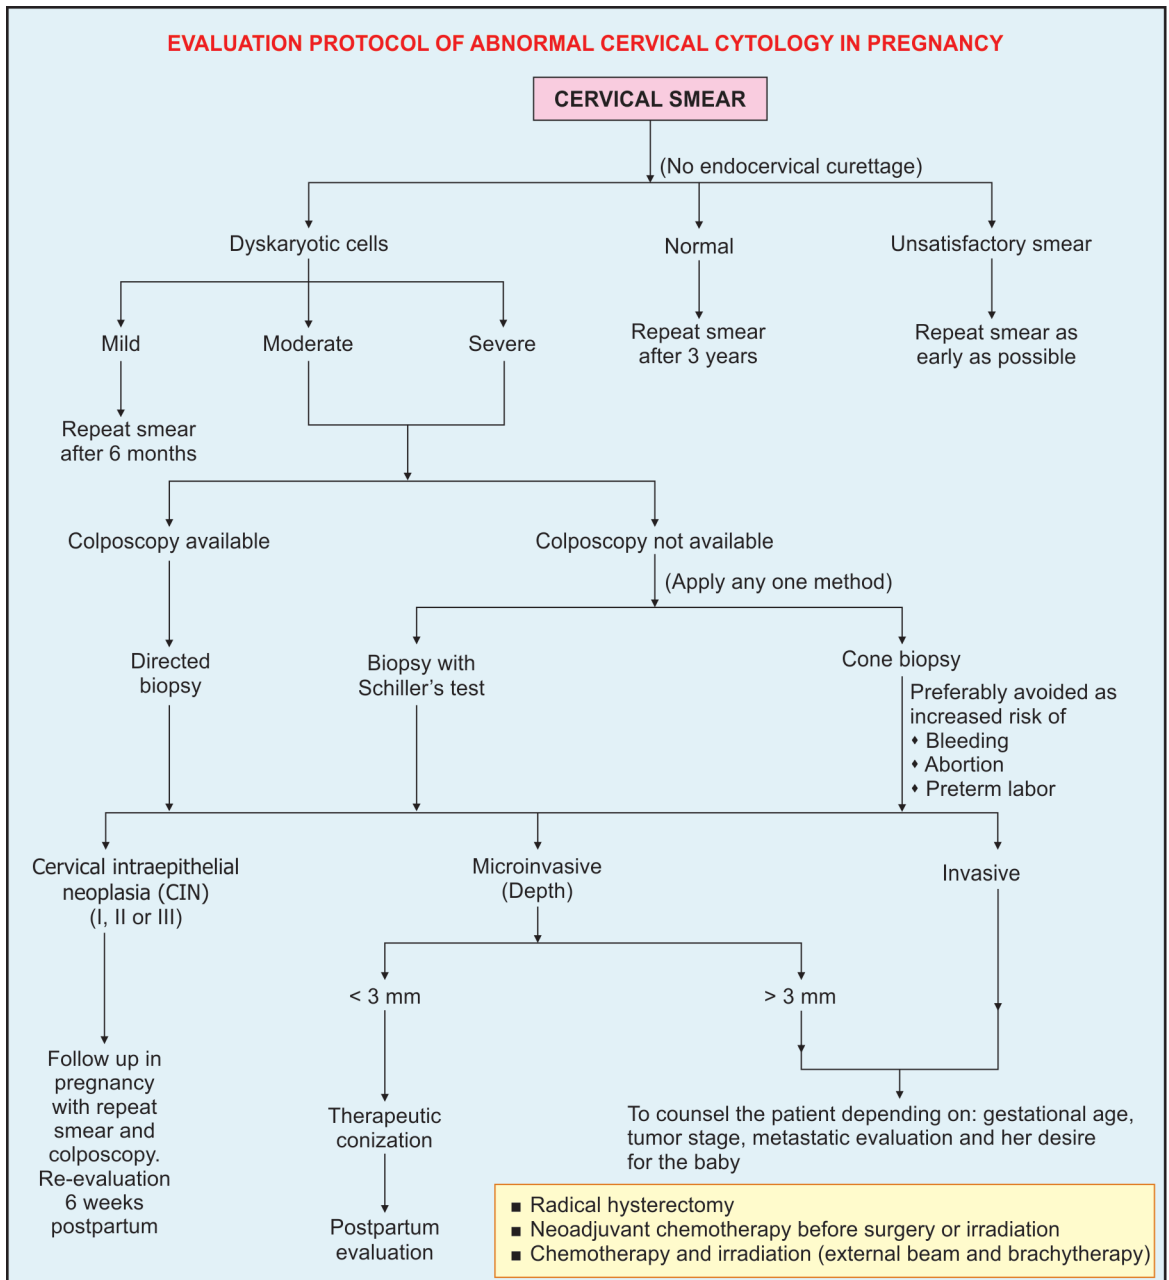 EVALUATION PROTOCOL OF ABNORMAL CERVICAL CYTOLOGY IN PREGNANCY
CERVICAL SMEAR
(No endocervical curettage)
Dyskaryotic cells
Normal
Unsatisfactory smear
Mild
Moderate
Severe
Repeat smear
after 3 years
Repeat smear as
early as possible
Repeat smear
after 6 months
Colposcopy available
Colposcopy not available
(Apply any one method)
Directed
biopsy
Biopsy with
Schiller’s test
Cone biopsy
Preferably avoided as
increased risk of
♦ Bleeding
♦ Abortion
♦ Preterm labor
Cervical intraepithelial
neoplasia (CIN)
(I, II or III)
Microinvasive
(Depth)
Invasive
< 3 mm
> 3 mm
Follow up in
pregnancy
with repeat
smear and
colposcopy.
Re-evaluation
6 weeks
postpartum
Therapeutic
conization
Postpartum
evaluation
To counsel the patient depending on: gestational age,
tumor stage, metastatic evaluation and her desire
for the baby
■ Radical hysterectomy
■ Neoadjuvant chemotherapy before surgery or irradiation
■ Chemotherapy and irradiation (external beam and brachytherapy)